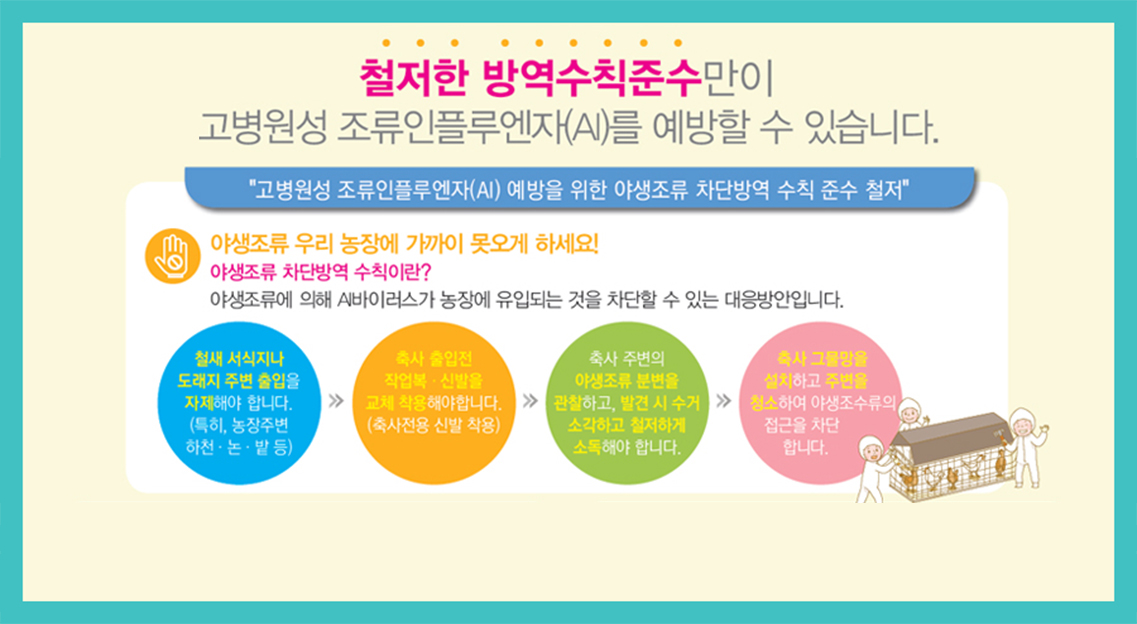 철저한 방역수칙준수만이
고병원성 조류인플루엔자(AI)를 예방할 수 있습니다.
"고병원성 조류인플루엔자(AI) 예방을 위한 야생조류 차단방역 수칙 준수 철저"
야생조류 우리 농장에 가까이 못오게 하세요!
야생조류 차단방역 수칙이란?
야생조류에 의해 AI바이러스가 농장에 유입되는 것을 차단할 수 있는 대응방안입니다.
철새 서식지나
도래지 주변 출입을
자제해야 합니다.
(특히, 농장주변
하천·논·밭 등)
»
축사 출입전
작업복·신발을
교체 착용해야합니다.
(축사전용 신발 착용)
»
축사 주변의
야생조류 분변을
관찰하고, 발견 시 수거
소각하고 철저하게
소독해야 합니다.
»
축사 그물망을
설치하고 주변을
청소하여 야생조수류의
접근을 차단
합니다.